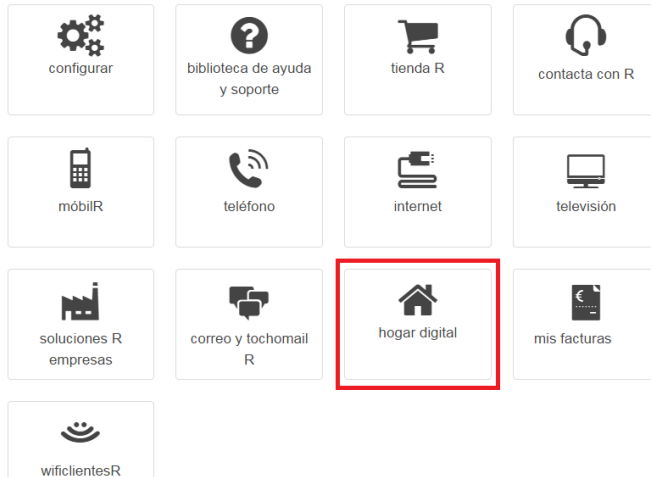 configurar
biblioteca de ayuda
y soporte
tienda R
contacta con R
móbilR
teléfono
internet
televisión
soluciones R
empresas
correo y tochomail
R
hogar digital
€
mis facturas
wificlientesR